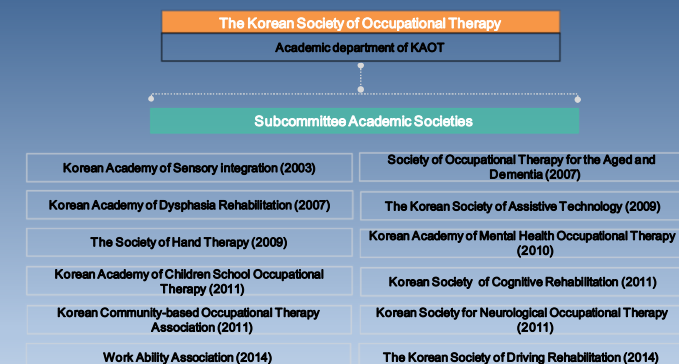 The Korean Society of Occupational Therapy
Academic department of KAOT
Subcommittee Academic Societies
Korean Academy of Sensory Integration (2003)
Society of Occupational Therapy for the Aged and
Dementia (2007)
Korean Academy of Dysphasia Rehabilitation (2007)
The Korean Society of Assistive Technology (2009)
The Society of Hand Therapy (2009)
Korean Academy of Mental Health Occupational Therapy
(2010)
Korean Academy of Children School Occupational
Therapy (2011)
Korean Society of Cognitive Rehabilitation (2011)
Korean Community-based Occupational Therapy
Association (2011)
Korean Society for Neurological Occupational Therapy
(2011)
Work Ability Association (2014)
The Korean Society of Driving Rehabilitation (2014)